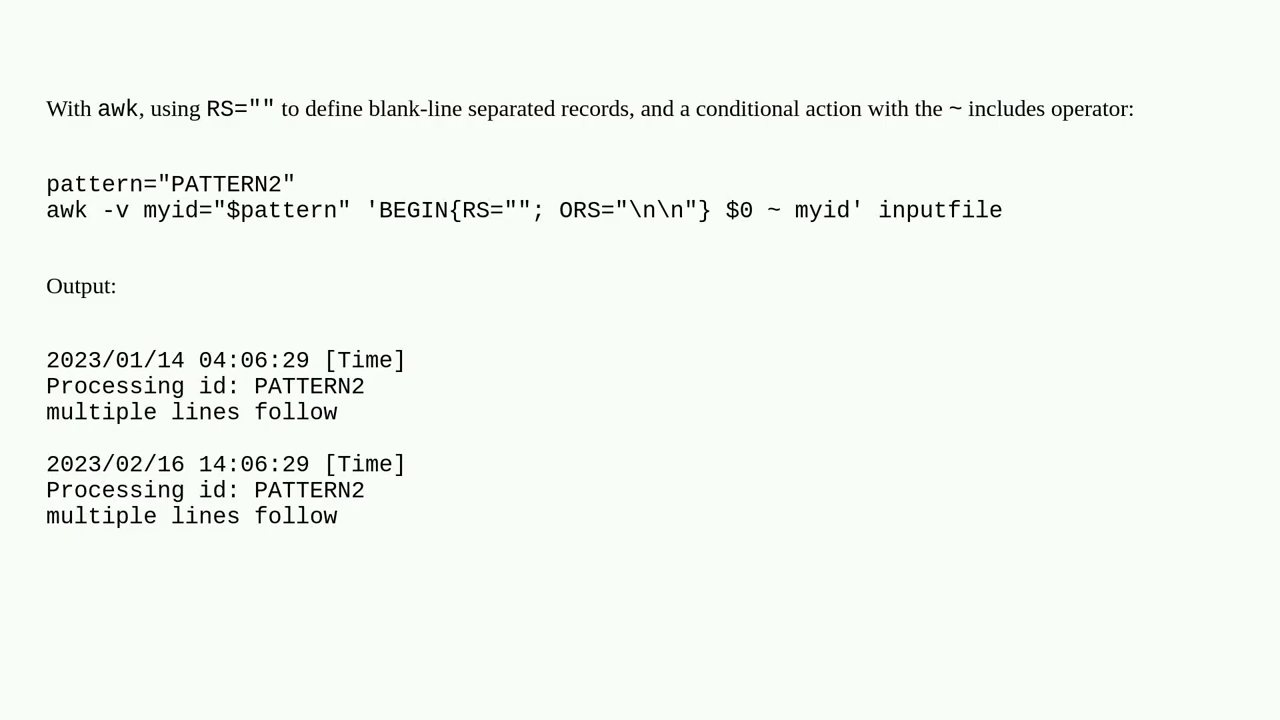 With awk, using RS="" to define blank-line separated records, and a conditional action with the ~ includes operator:
pattern="PATTERN2"
awk -v myid="$pattern" 'BEGIN{RS=""; ORS="\n\n"} $0 ~ myid' inputfile
Output:
2023/01/14 04:06:29 [Time]
Processing id: PATTERN2
multiple lines follow
2023/02/16 14:06:29 [Time]
Processing id: PATTERN2
multiple lines follow